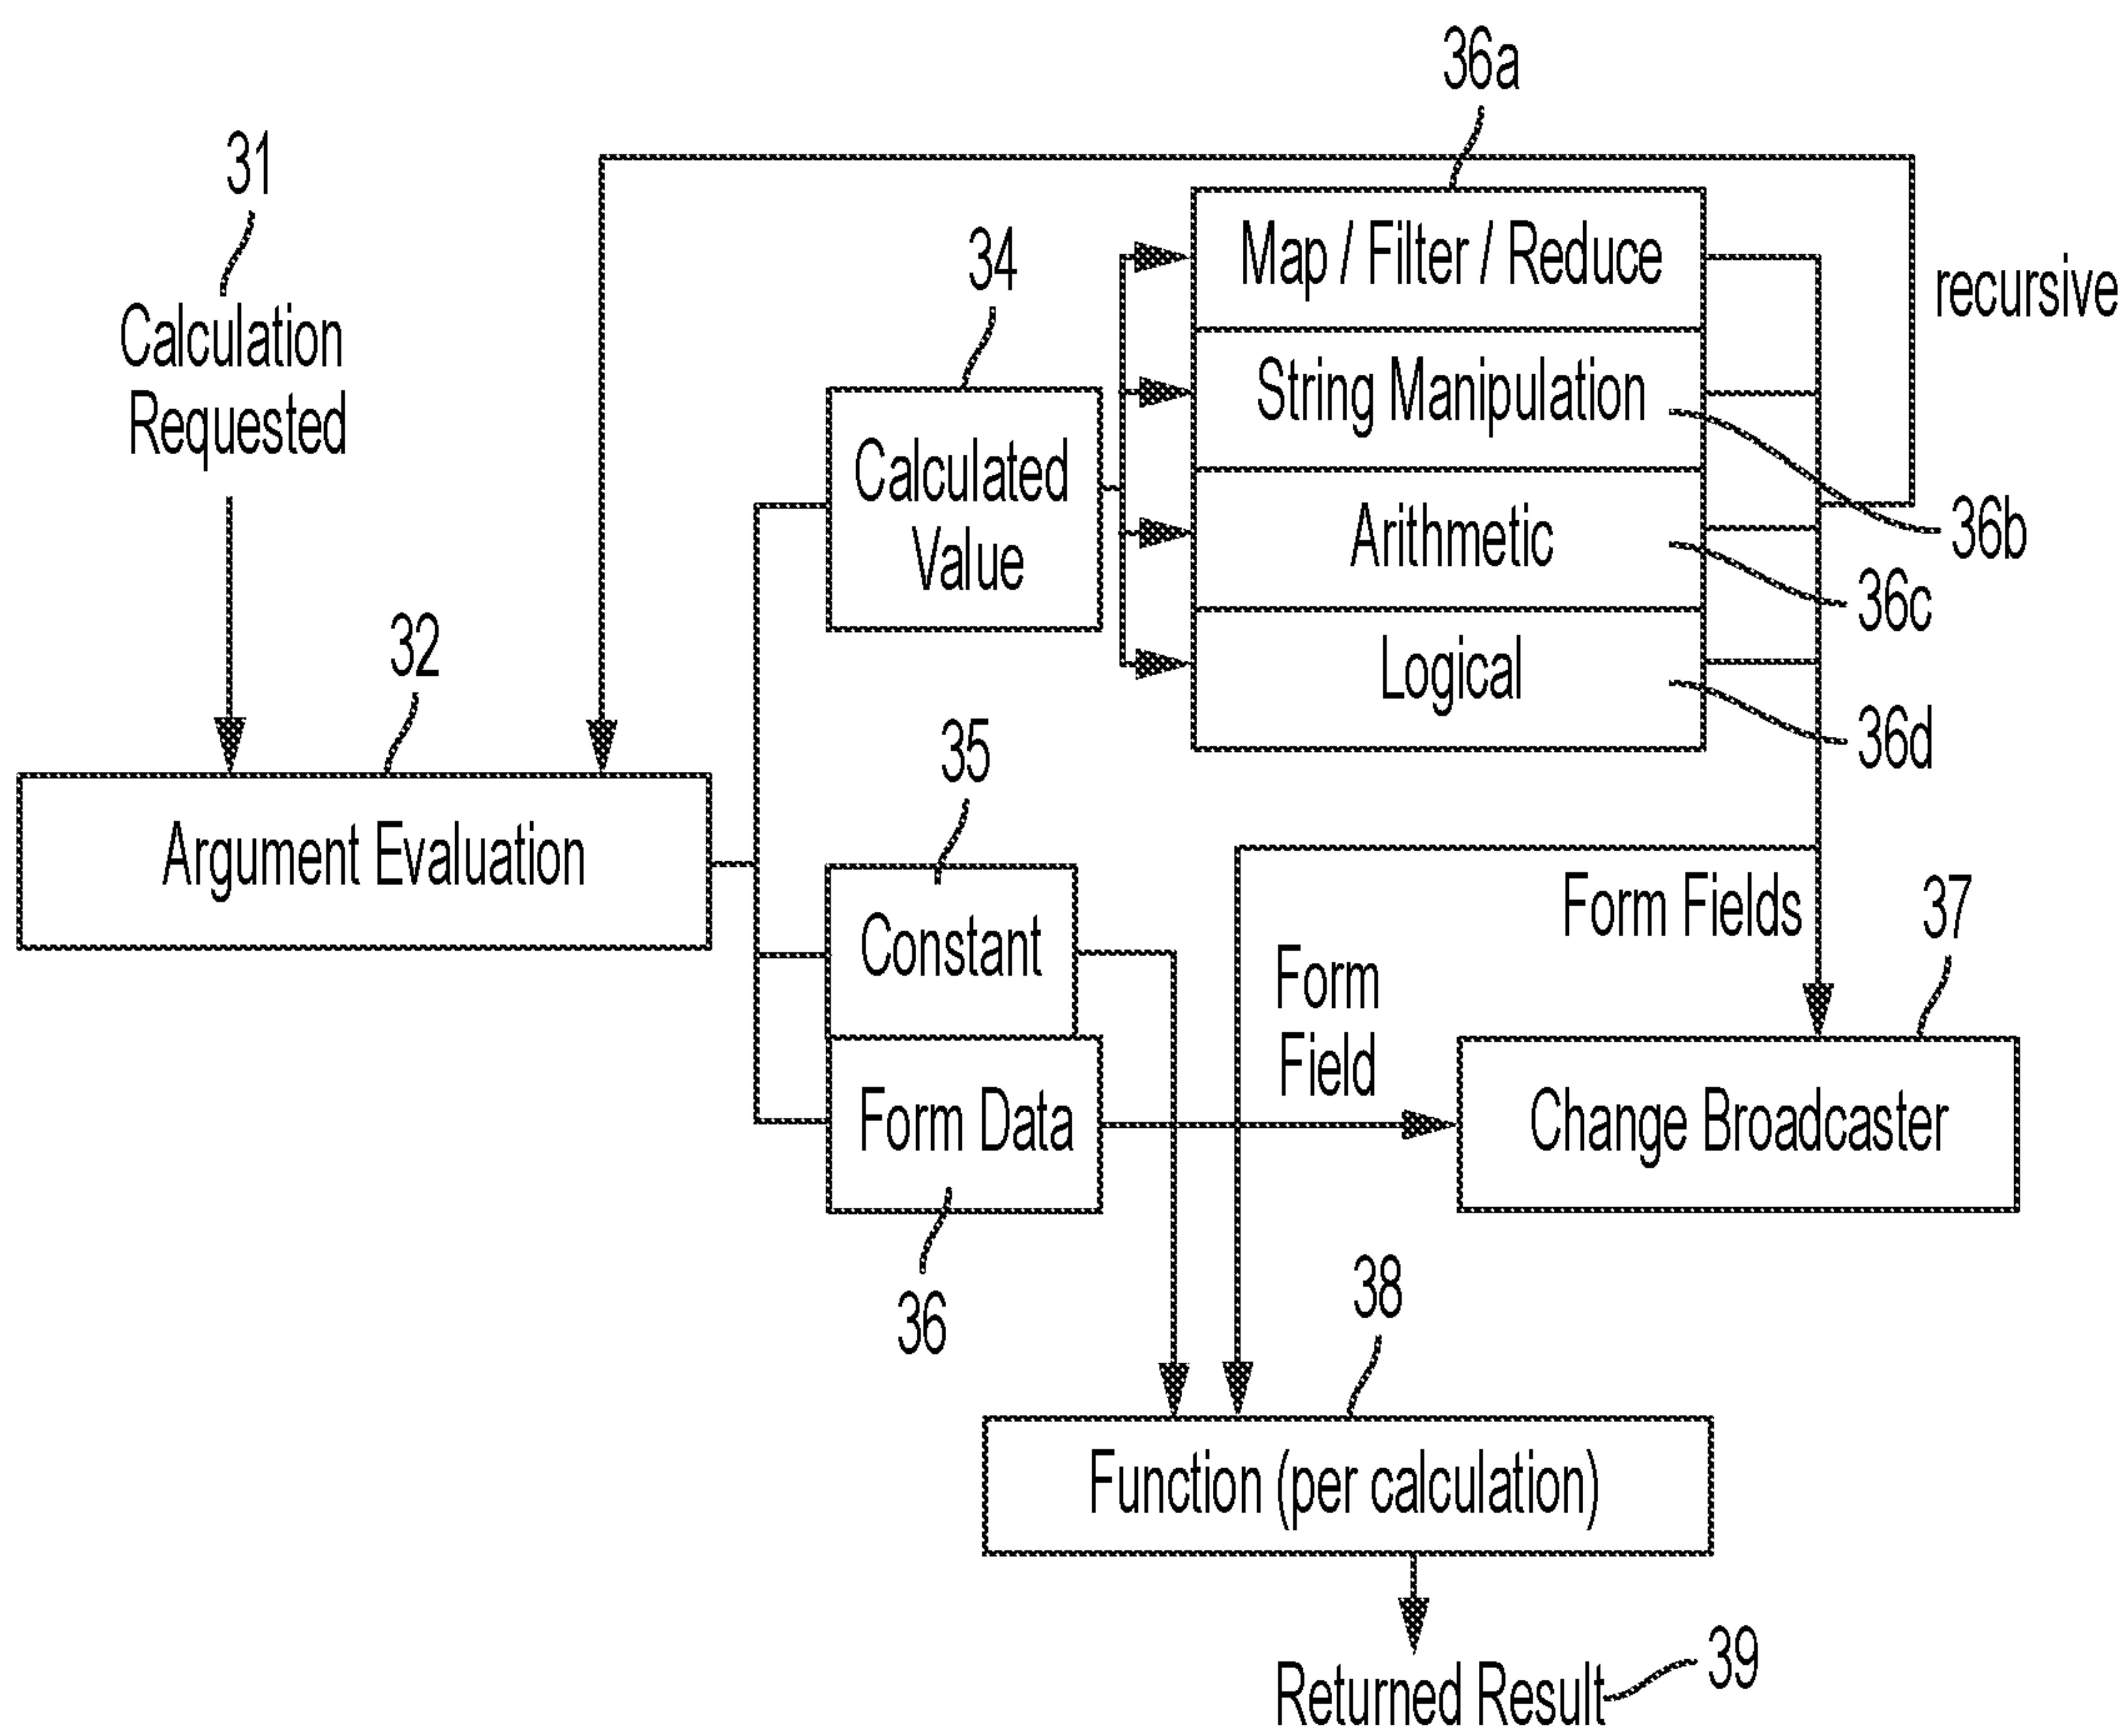 36a
31
Calculation
Requested
34
Map / Filter / Reduce
recursive
String Manipulation
Calculated
Value
Arithmetic
36b
36c
Logical
36d
32
35
Argument Evaluation
Constant
Form Fields
37
Form
Field
Form Data
Change Broadcaster
36
38
Function (per calculation)
Returned Result
39